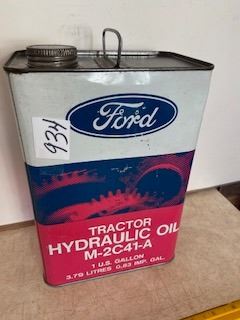 Ford
934
TRACTOR
HYDRAULIC OIL
M-2C41-A
1 U.S. GALLON
3.79 LITRES 0.83 IMP. GAL.